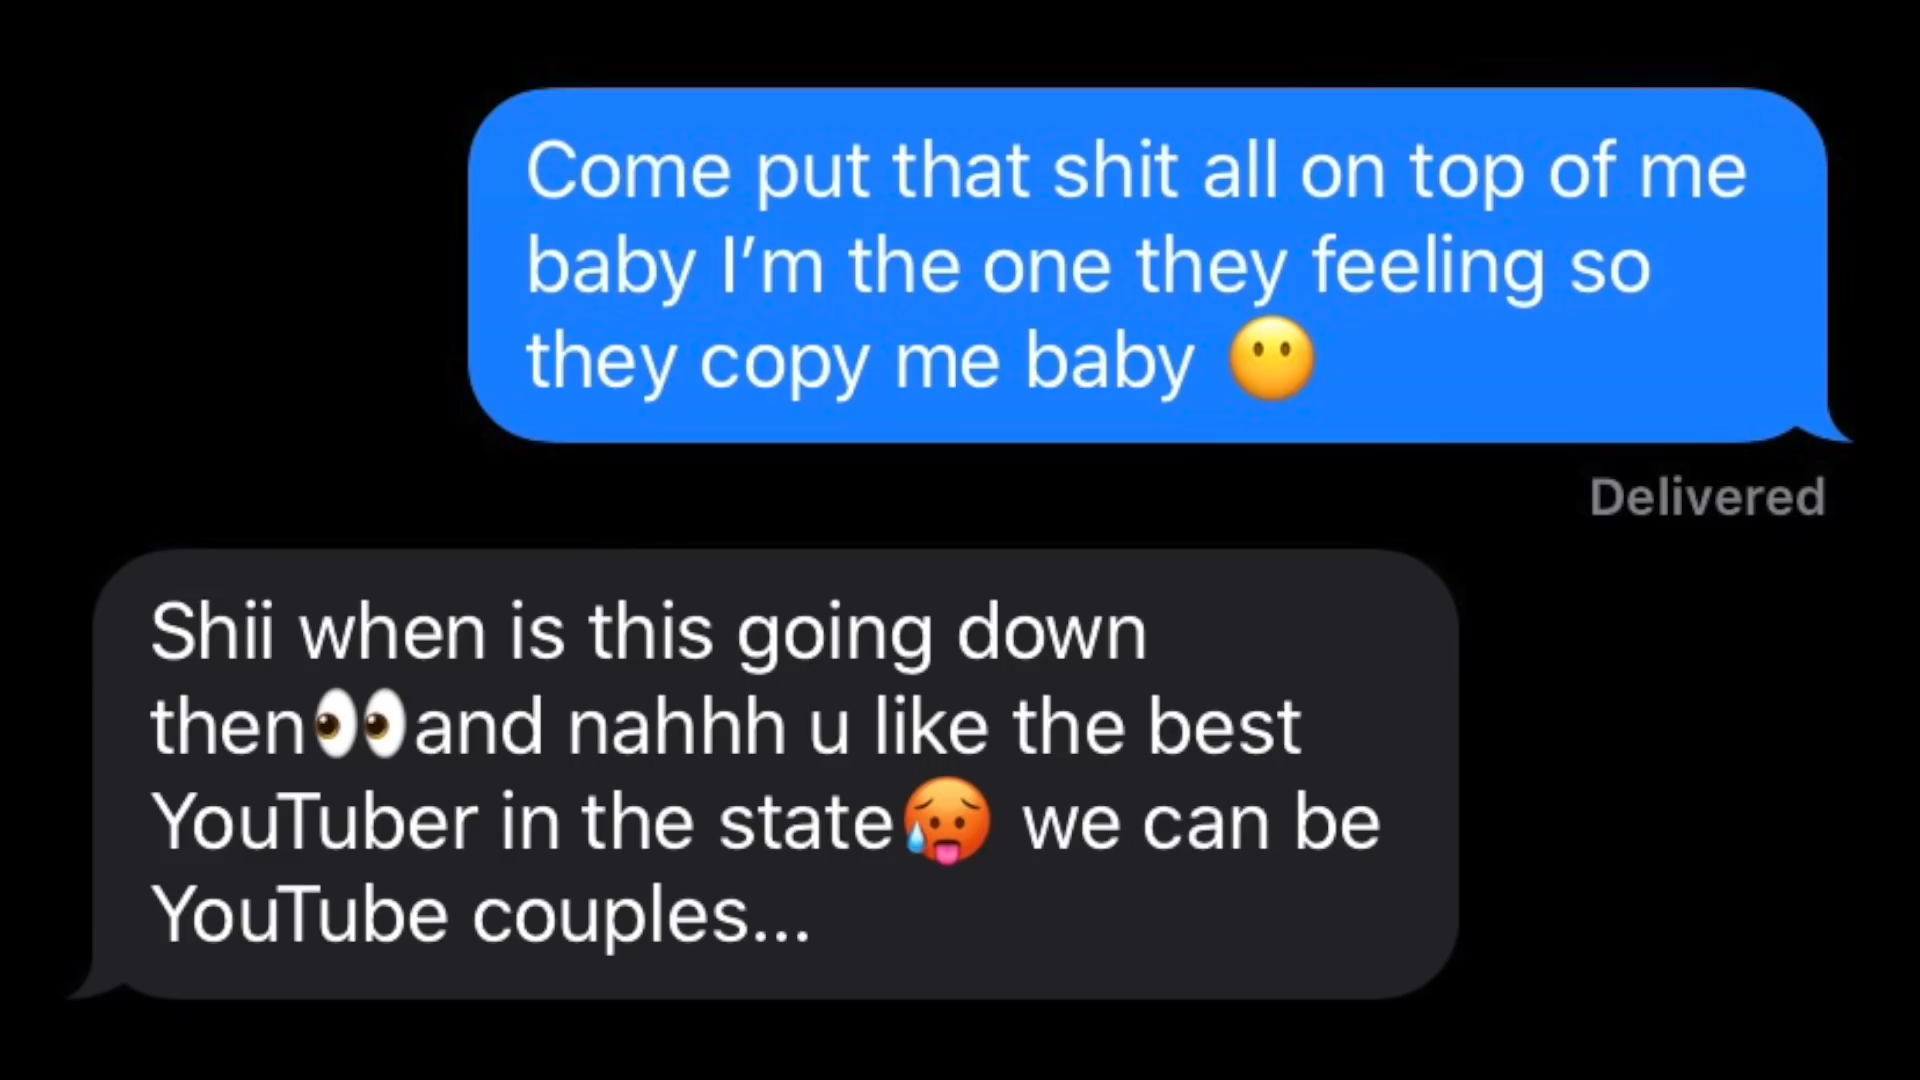 Come put that shit all on top of me
baby I’m the one they feeling so
they copy me baby 😶
Delivered
Shii when is this going down
then👀and nahhh u like the best
YouTuber in the state🥵 we can be
YouTube couples...